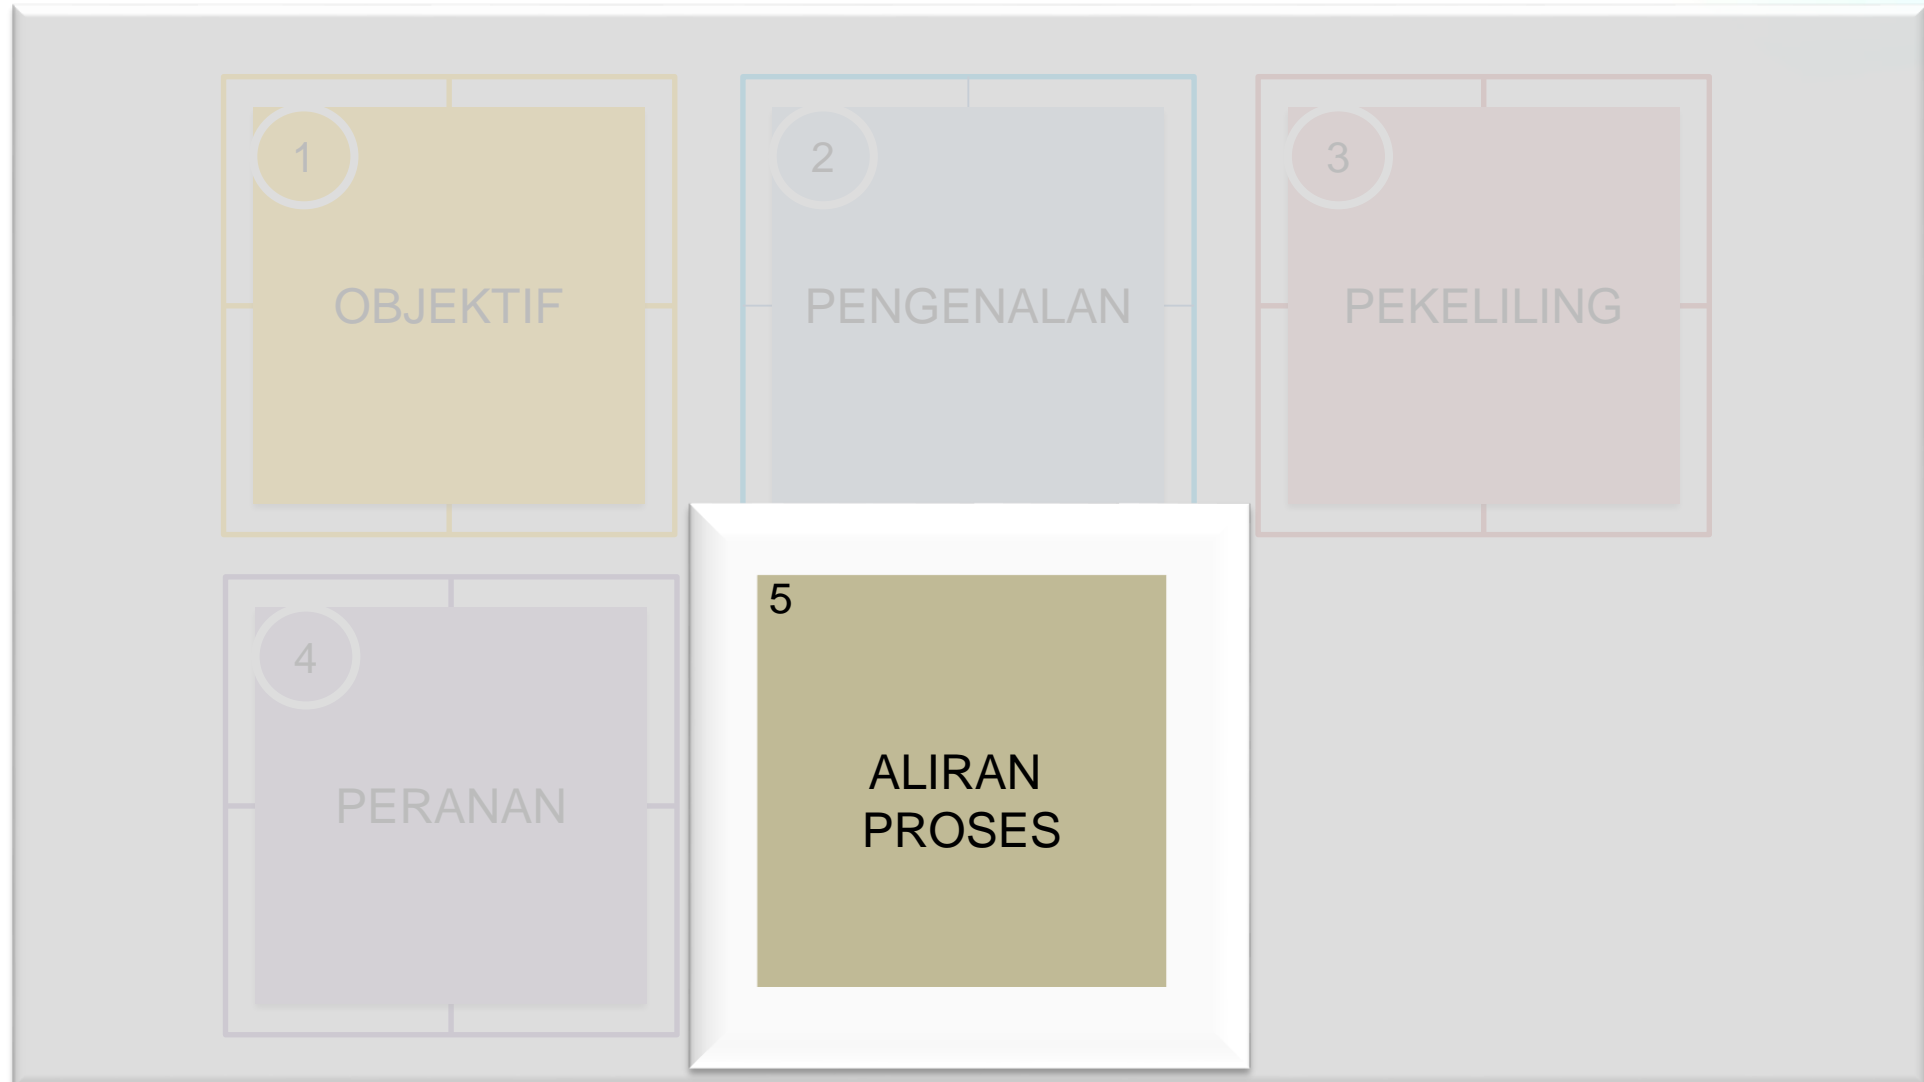 1
OBJEKTIF
2
PENGENALAN
3
PEKELILING
4
PERANAN
5
ALIRAN
PROSES